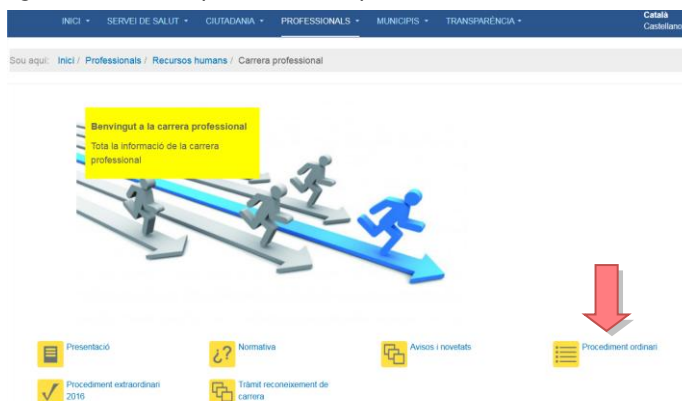 INICI
SERVEI DE SALUT
CIUTADANIA
PROFESSIONALS
MUNICIPIS
TRANSPARÈNCIA
Català
Castellano
Sou aquí: Inici / Professionals / Recursos humans / Carrera professional
Benvingut a la carrera professional
Tota la informació de la carrera
professional
Presentació
¿? Normativa
Avisos i novetats
Procediment ordinari
Procediment extraordinari
2016
Tràmit reconeixement de
carrera